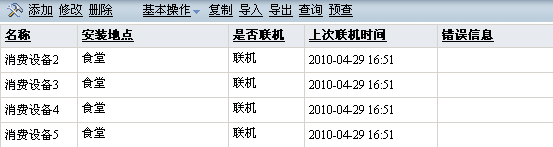 添加 修改 删除 基本操作 复制 导入 导出 查询 预查
名称 安装地点 是否联机 上次联机时间 错误信息
消费设备2 食堂 联机 2010-04-29 16:51
消费设备3 食堂 联机 2010-04-29 16:51
消费设备4 食堂 联机 2010-04-29 16:51
消费设备5 食堂 联机 2010-04-29 16:51